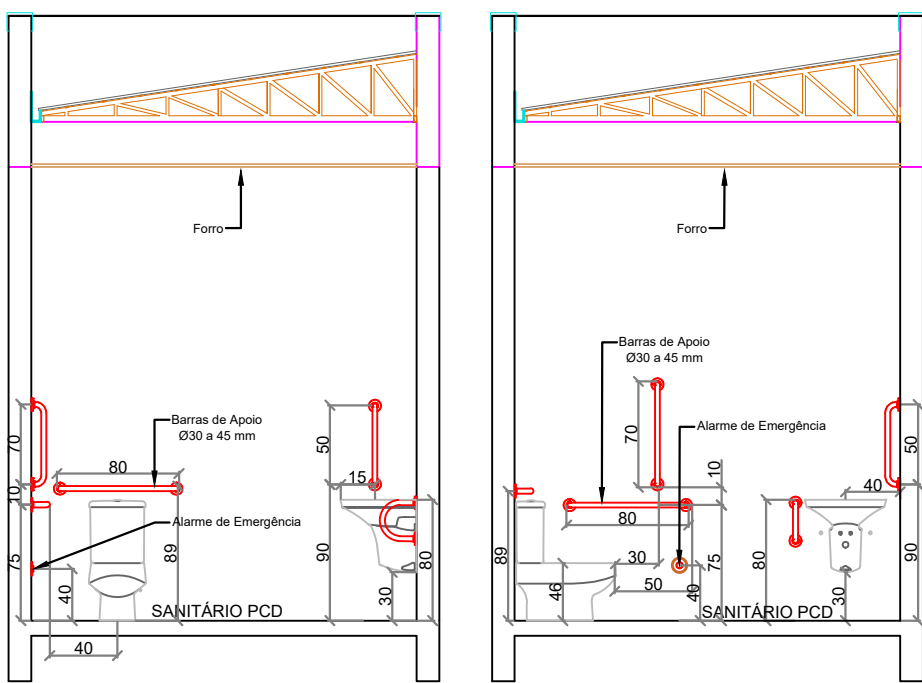 Forro
Barras de Apoio
Ø30 a 45 mm
70
10
75
80
50
15
Alarme de Emergência
89
90
80
40
30
SANITÁRIO PCD
40
Forro
Barras de Apoio
Ø30 a 45 mm
70
Alarme de Emergência
10
80
50
40
89
46
30
50
75
40
80
30
90
SANITÁRIO PCD